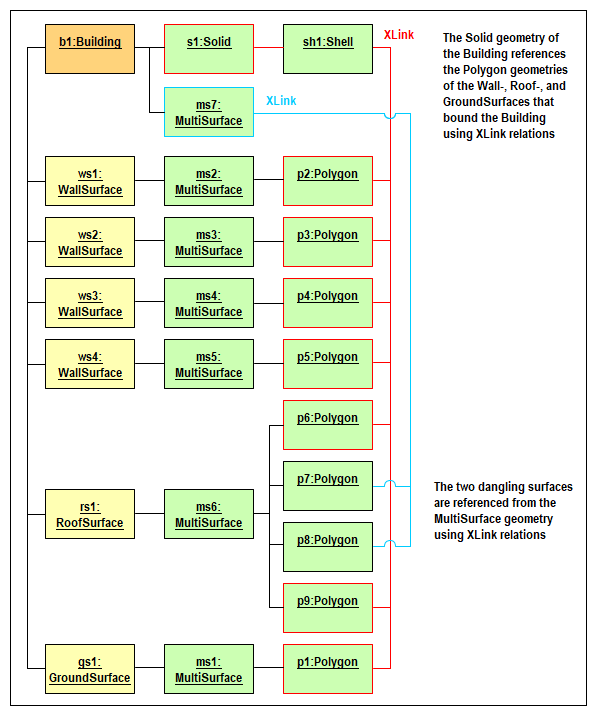 b1:Building
s1:Solid
sh1:Shell
XLink
The Solid geometry of
the Building references
the Polygon geometries
of the Wall-, Roof-, and
GroundSurfaces that
bound the Building
using XLink relations
ms7:
MultiSurface
XLink
ws1:
WallSurface
ms2:
MultiSurface
p2:Polygon
ws2:
WallSurface
ms3:
MultiSurface
p3:Polygon
ws3:
WallSurface
ms4:
MultiSurface
p4:Polygon
ws4:
WallSurface
ms5:
MultiSurface
p5:Polygon
p6:Polygon
p7:Polygon
rs1:
RoofSurface
ms6:
MultiSurface
The two dangling surfaces
are referenced from the
MultiSurface geometry
using XLink relations
p8:Polygon
p9:Polygon
gs1:
GroundSurface
ms1:
MultiSurface
p1:Polygon